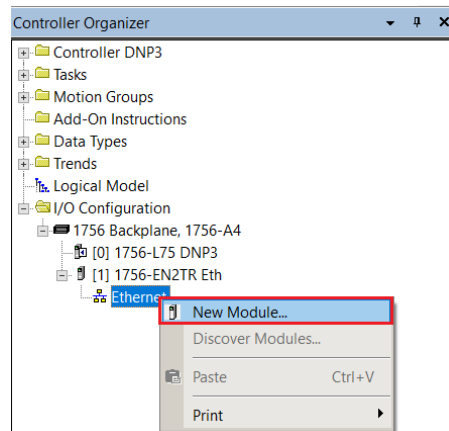 Controller Organizer
Controller DNP3
Tasks
Motion Groups
Add-On Instructions
Data Types
Trends
Logical Model
I/O Configuration
1756 Backplane, 1756-A4
[0] 1756-L75 DNP3
[1] 1756-EN2TR Eth
Ethernet
New Module...
Discover Modules...
Paste Ctrl+V
Print